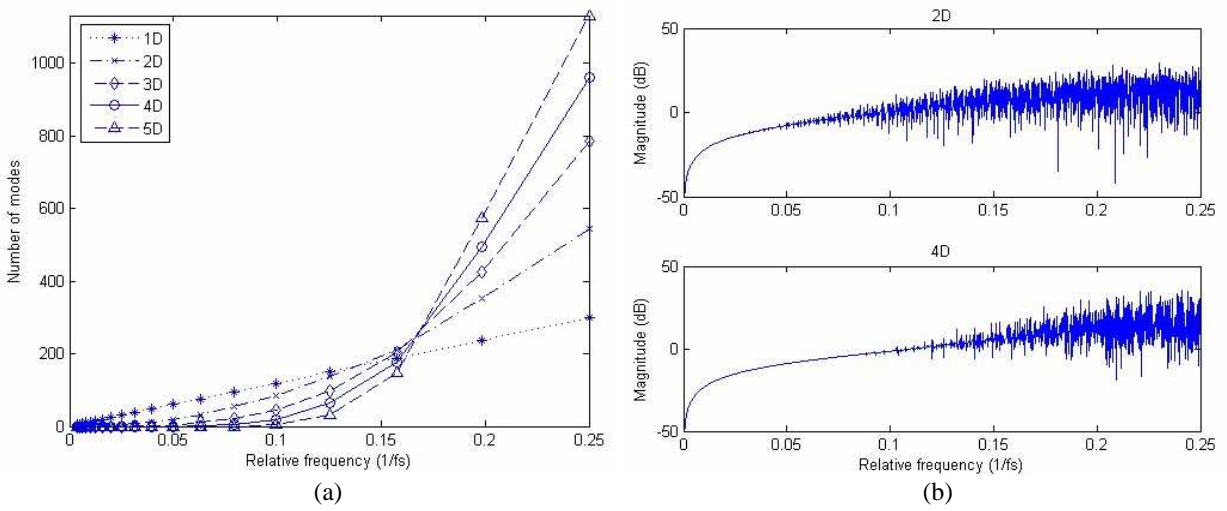 1D
2D
3D
4D
5D
1000
800
600
400
200
0
0.05
0.1
0.15
0.2
0.25
Number of modes
Relative frequency (1/fs)
(a)
2D
50
0
-50
Magnitude (dB)
0
0.05
0.1
0.15
0.2
0.25
4D
50
0
-50
Magnitude (dB)
0
0.05
0.1
0.15
0.2
0.25
Relative frequency (1/fs)
(b)